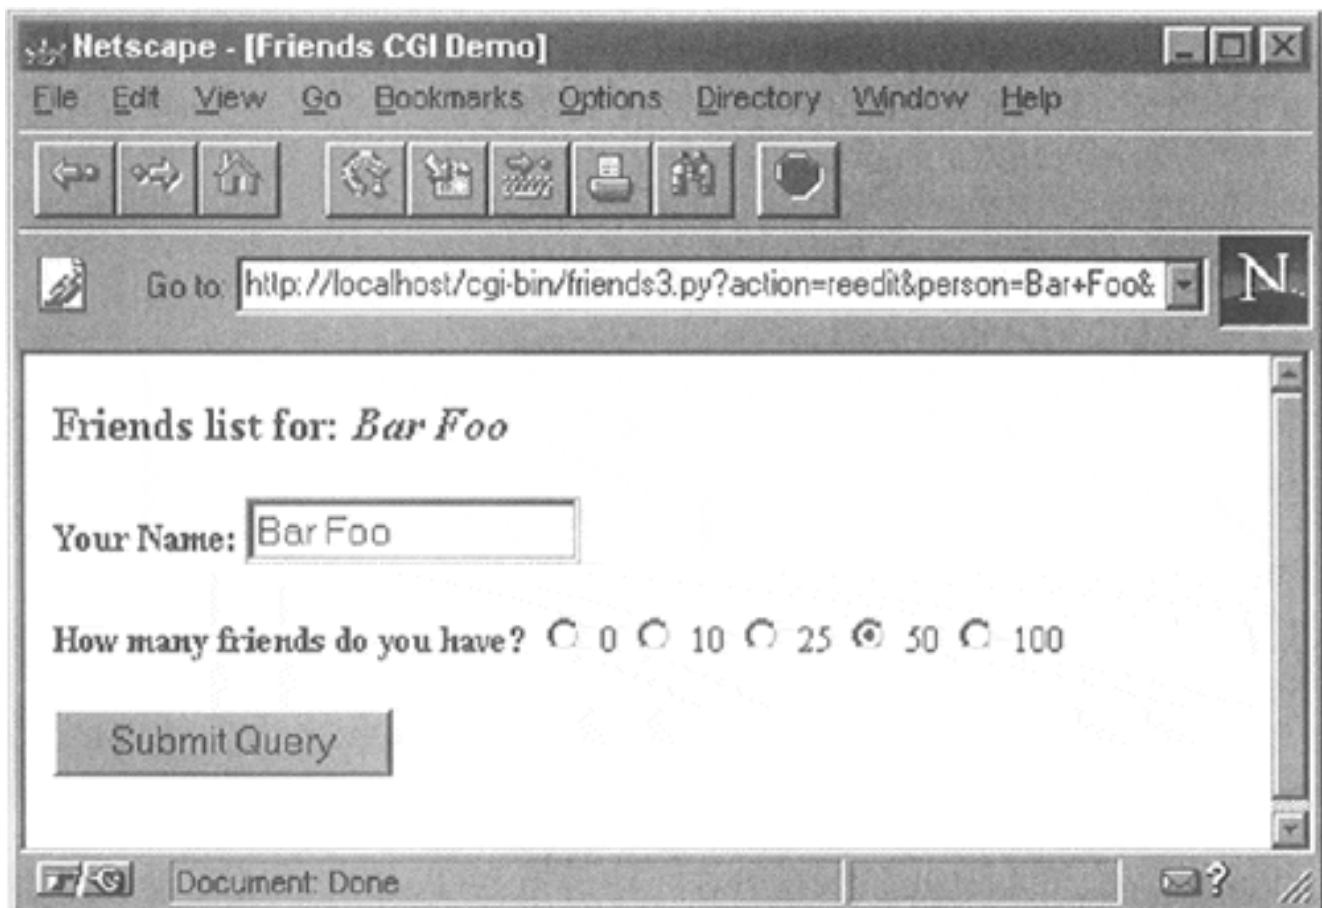 Netscape - [Friends CGI Demo]
File Edit View Go Bookmarks Options Directory Window Help
Go to: http://localhost/cgi-bin/friends3.py?action=reedit&person=Bar+Foo&
N
Friends list for: Bar Foo
Your Name: Bar Foo
How many friends do you have? 0 10 25 50 100
Submit Query
Document: Done
?